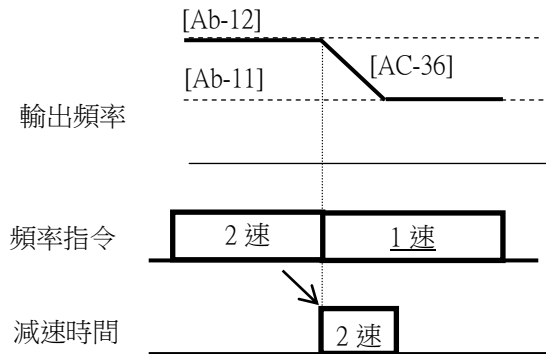 [Ab-12]
[Ab-11]
[AC-36]
輸出頻率
頻率指令
2 速
1 速
減速時間
2 速